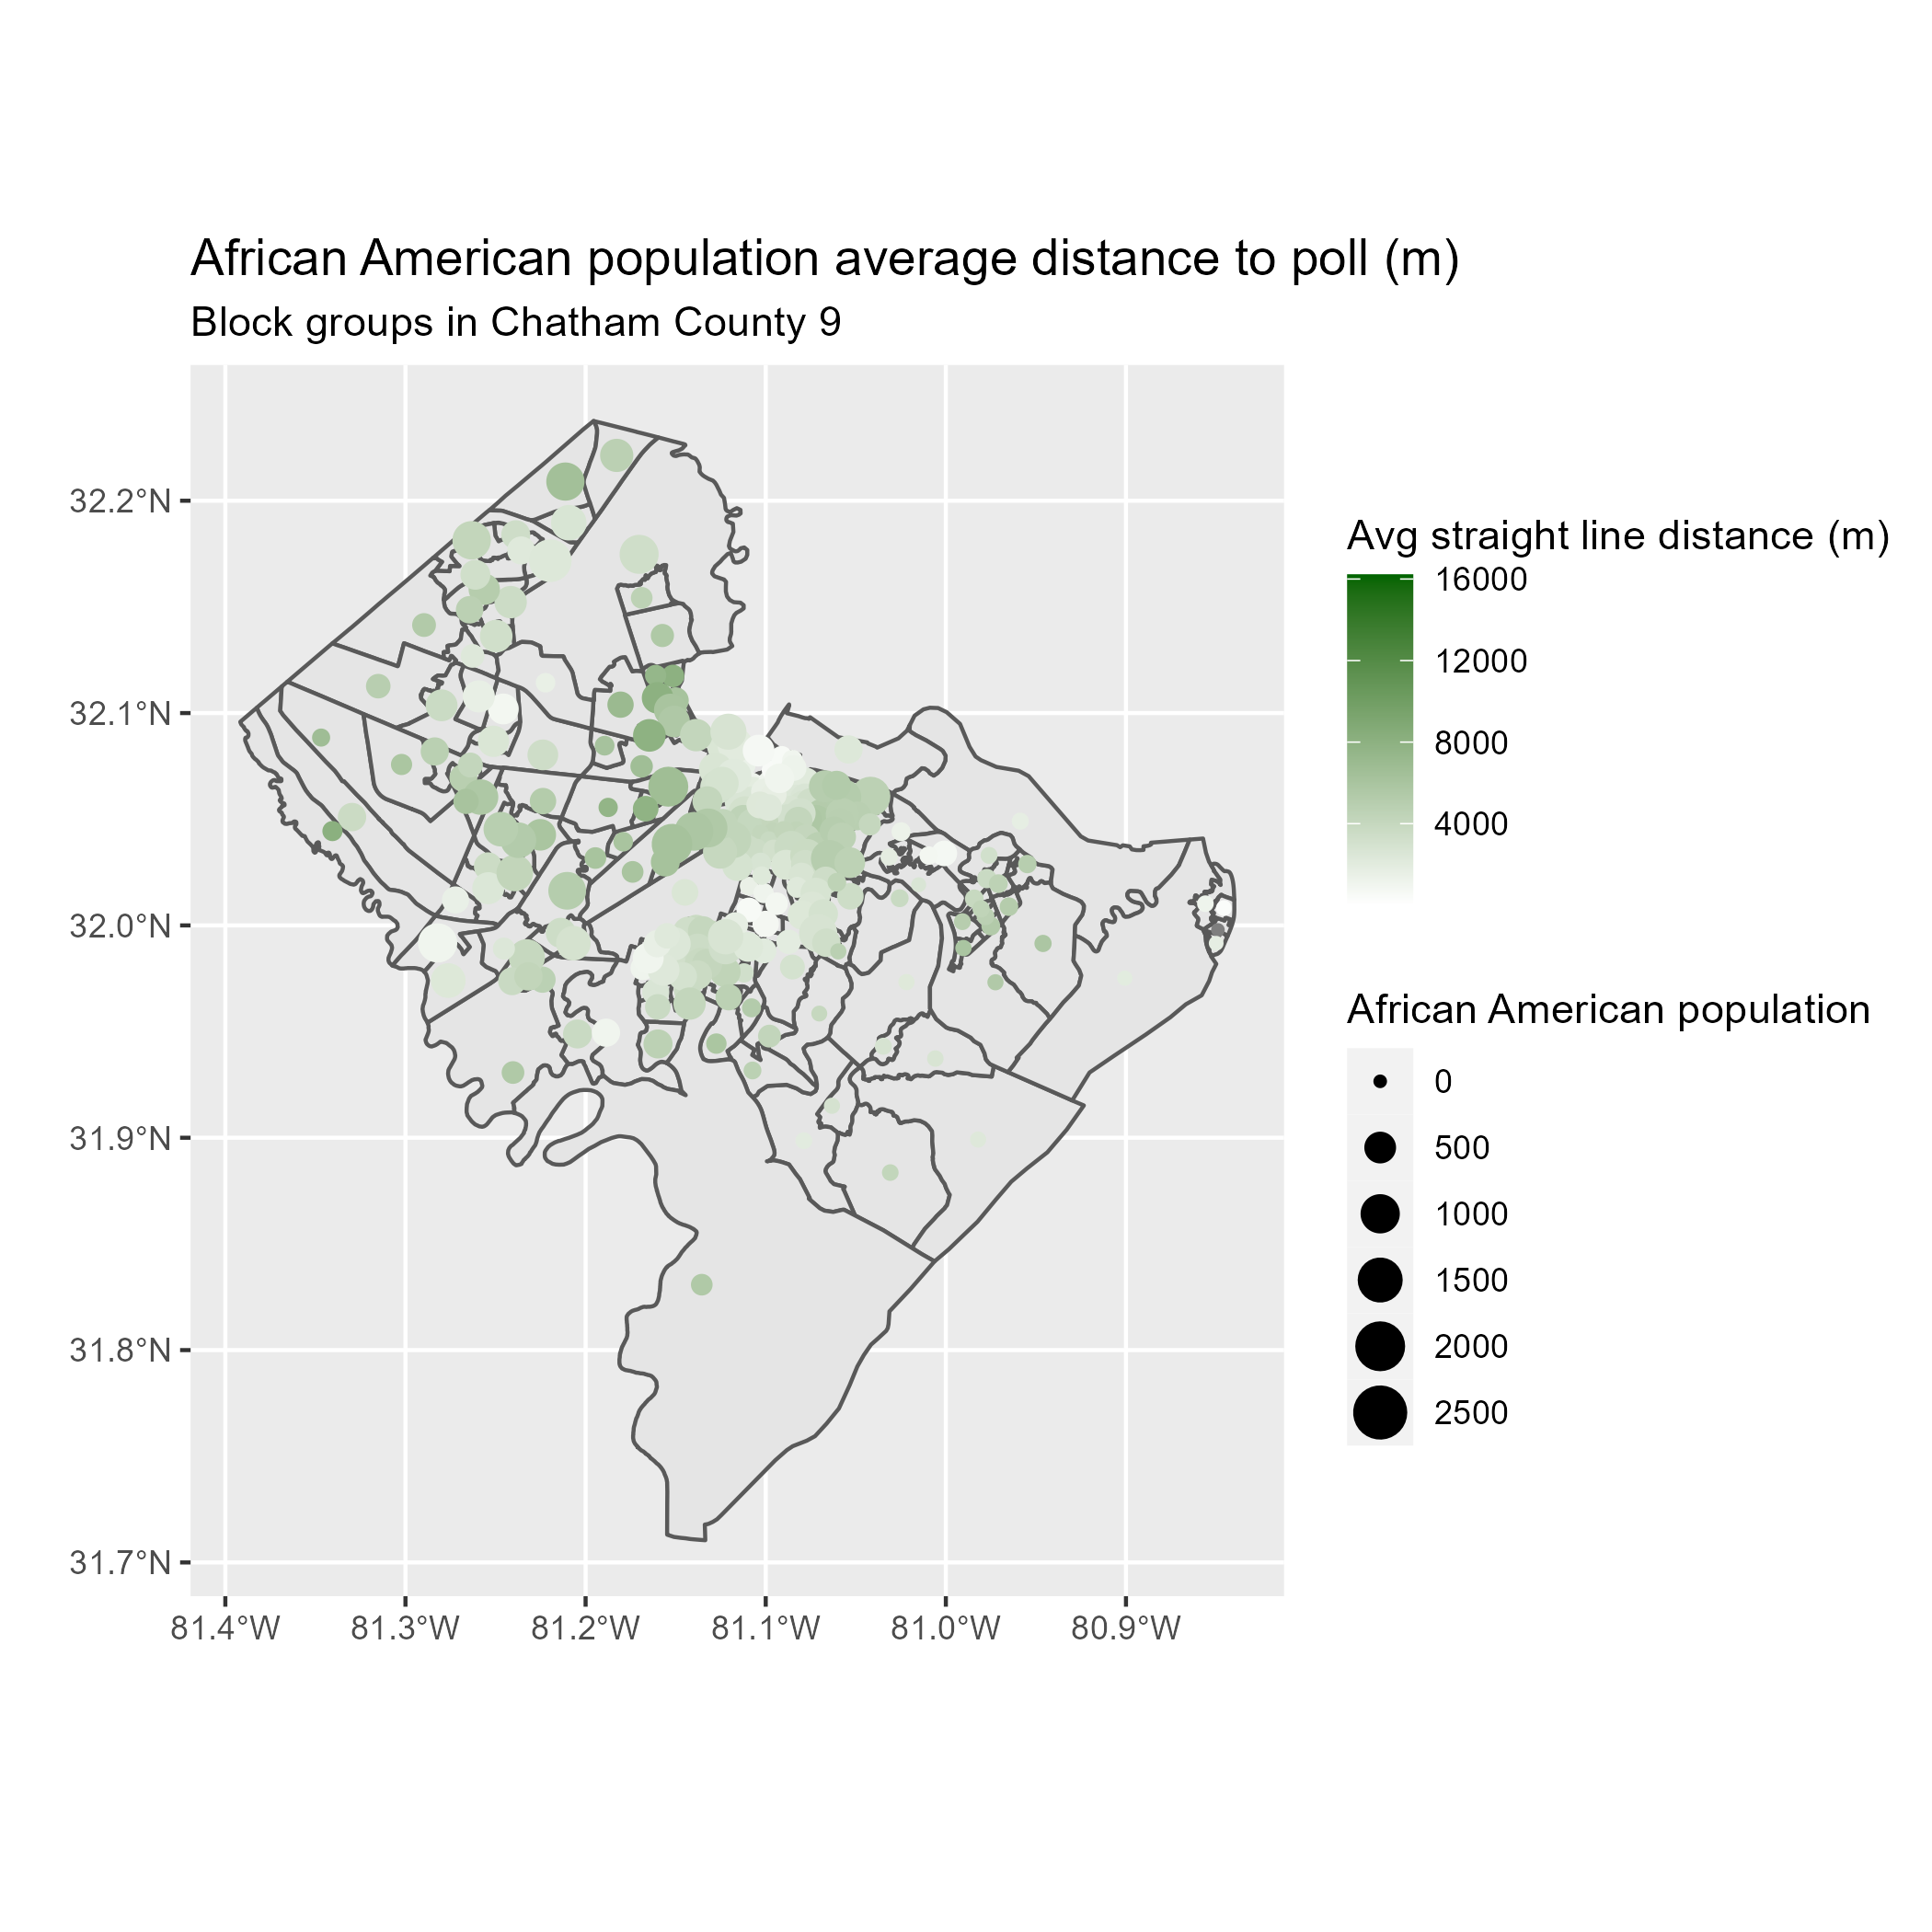 African American population average distance to poll (m)
Block groups in Chatham County 9
32.2°N
32.1°N
32.0°N
31.9°N
31.8°N
31.7°N
81.4°W
81.3°W
81.2°W
81.1°W
81.0°W
80.9°W
Avg straight line distance (m)
16000
12000
8000
4000
African American population
0
500
1000
1500
2000
2500